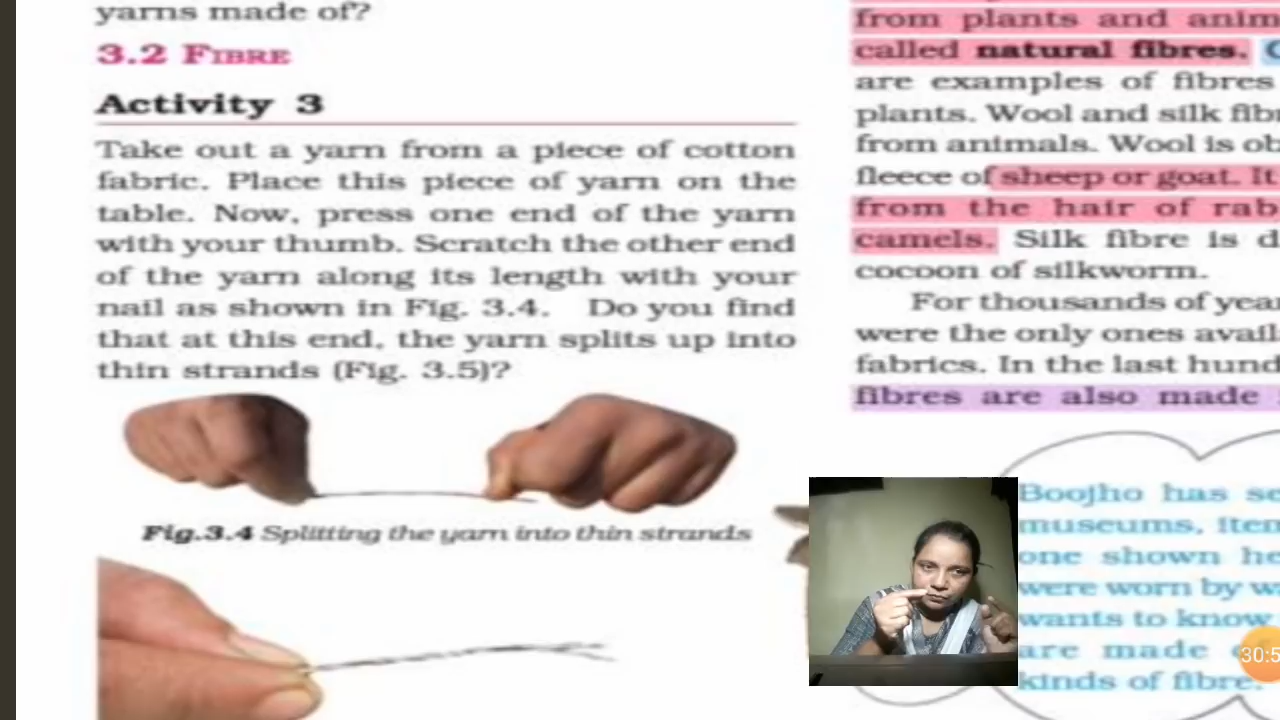 yarns made of?
3.2 FIBRE
Activity 3
Take out a yarn from a piece of cotton
fabric. Place this piece of yarn on the
table. Now, press one end of the yarn
with your thumb. Scratch the other end
of the yarn along its length with your
nail as shown in Fig. 3.4. Do you find
that at this end, the yarn splits up into
thin strands (Fig. 3.5)?
Fig.3.4 Splitting the yarn into thin strands
from plants and anim
called natural fibres.
are examples of fibres
plants. Wool and silk fib
from animals. Wool is ob
fleece of sheep or goat. It
from the hair of rab
camels. Silk fibre is d
cocoon of silkworm.
For thousands of yea
were the only ones avail
fabrics. In the last hund
fibres are also made
Boojho has se
museums, item
one shown he
were worn by w
wants to know
are made
kinds of fibre.
30:5